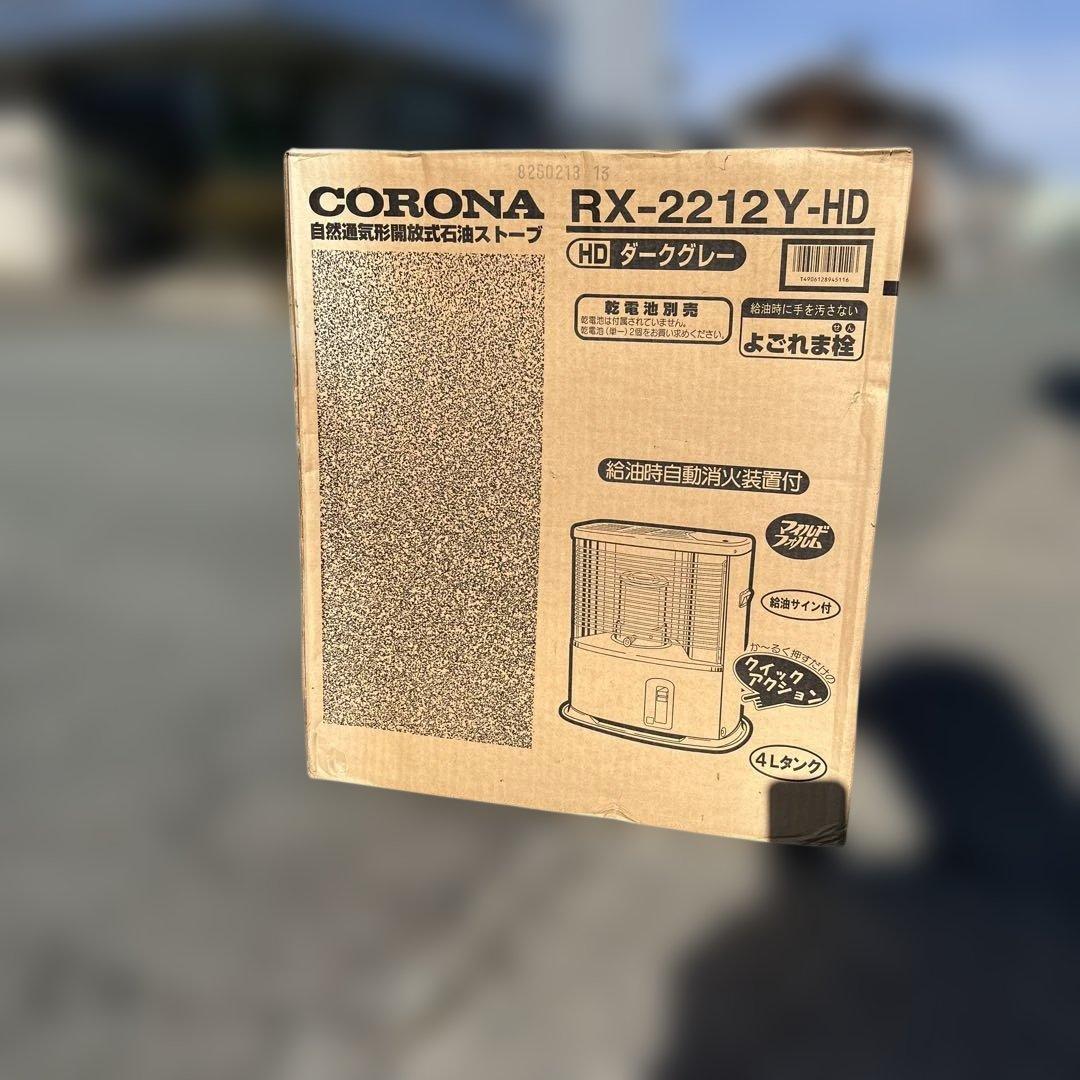 8250213 13
CORONA
自然通気形開放式石油ストーブ
RX-2212Y-HD
HD ダークグレー
T4906128945116
乾電池別売
乾電池は付属されていません。
乾電池(単一)2個をお買い求めください。
給油時に手を汚さない
せん
よごれま栓
給油時自動消火装置付
マイルド
フォルム
給油サイン付
か〜るく押すだけの
クイック
アクション
4Lタンク